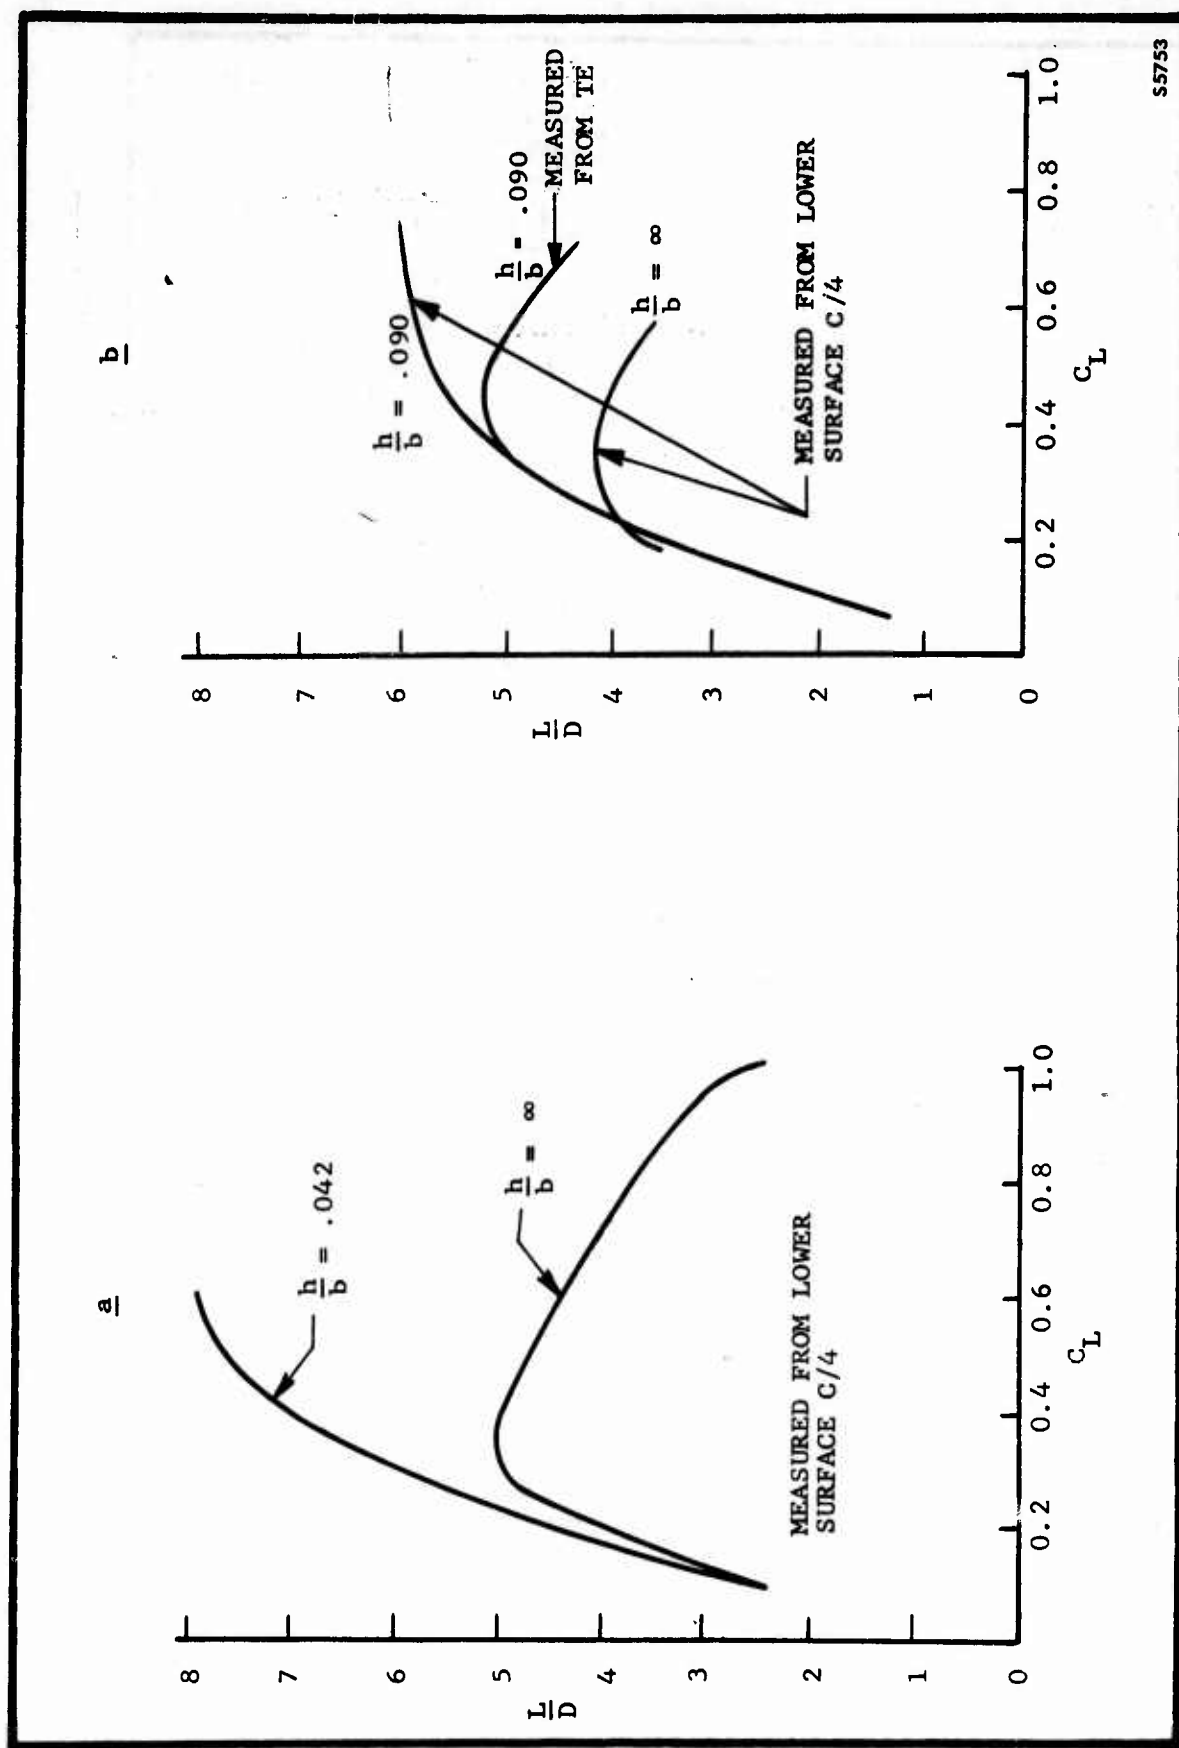 a
8
7
6
5
4
3
2
1
0
L/D
h/b = .042
h/b = ∞
MEASURED FROM LOWER
SURFACE C/4
0.2 0.4 0.6 0.8 1.0
CL
b
8
7
6
5
4
3
2
1
0
L/D
h/b = .090
h/b - .090
MEASURED
FROM TE
h/b = ∞
MEASURED FROM LOWER
SURFACE C/4
0.2 0.4 0.6 0.8 1.0
CL
S5753